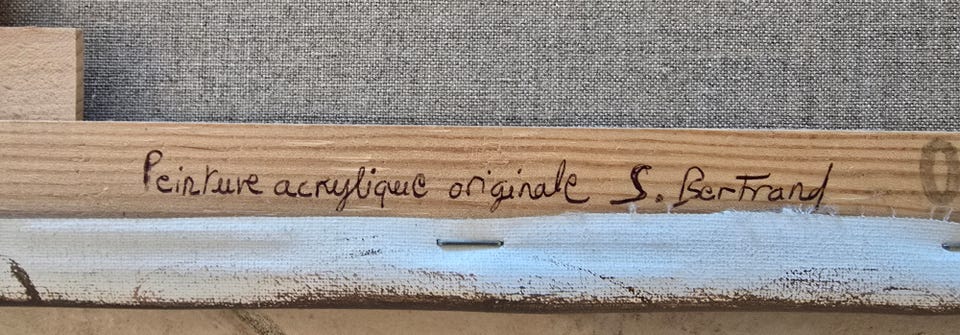 Peinture acrylique originale S. Bertrand